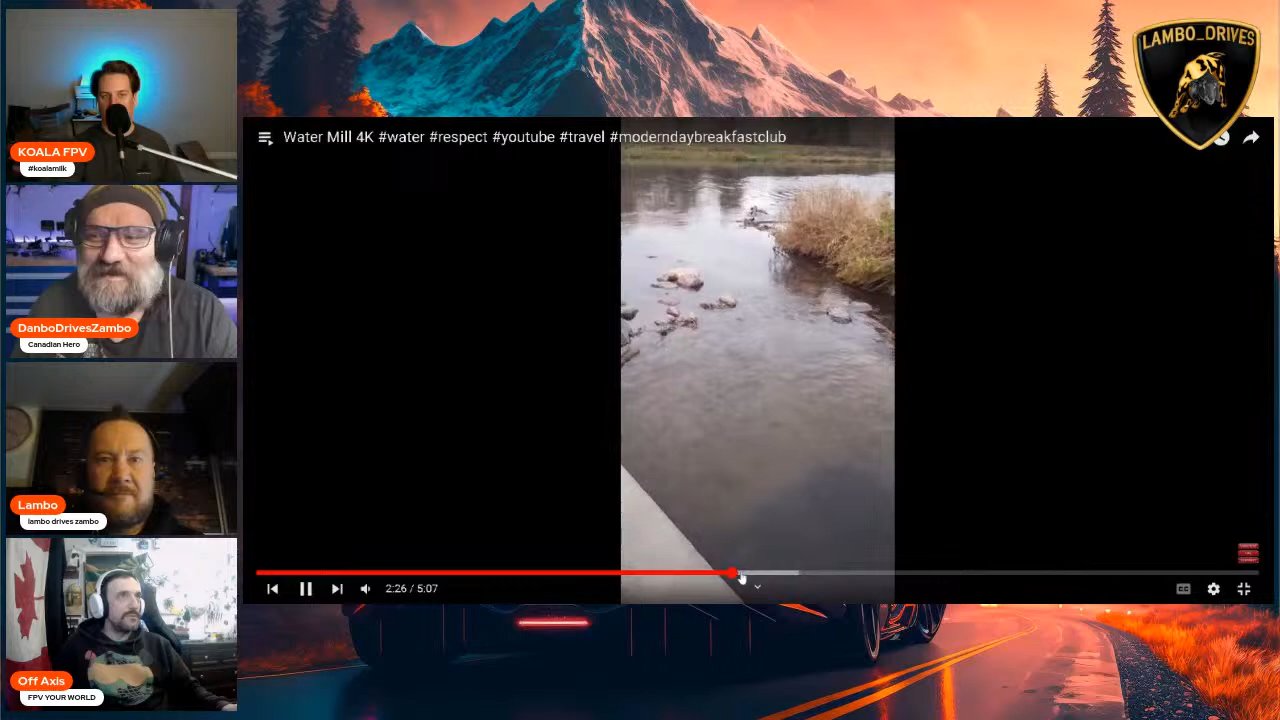 KOALA FPV
#koalamilk
DanboDrivesZambo
Canadian Hero
Lambo
lambo drives zambo
Off Axis
FPV YOUR WORLD
Water Mill 4K #water #respect #youtube #travel #moderndaybreakfastclub
LAMBO_DRIVES
2:26 / 5:07
CC